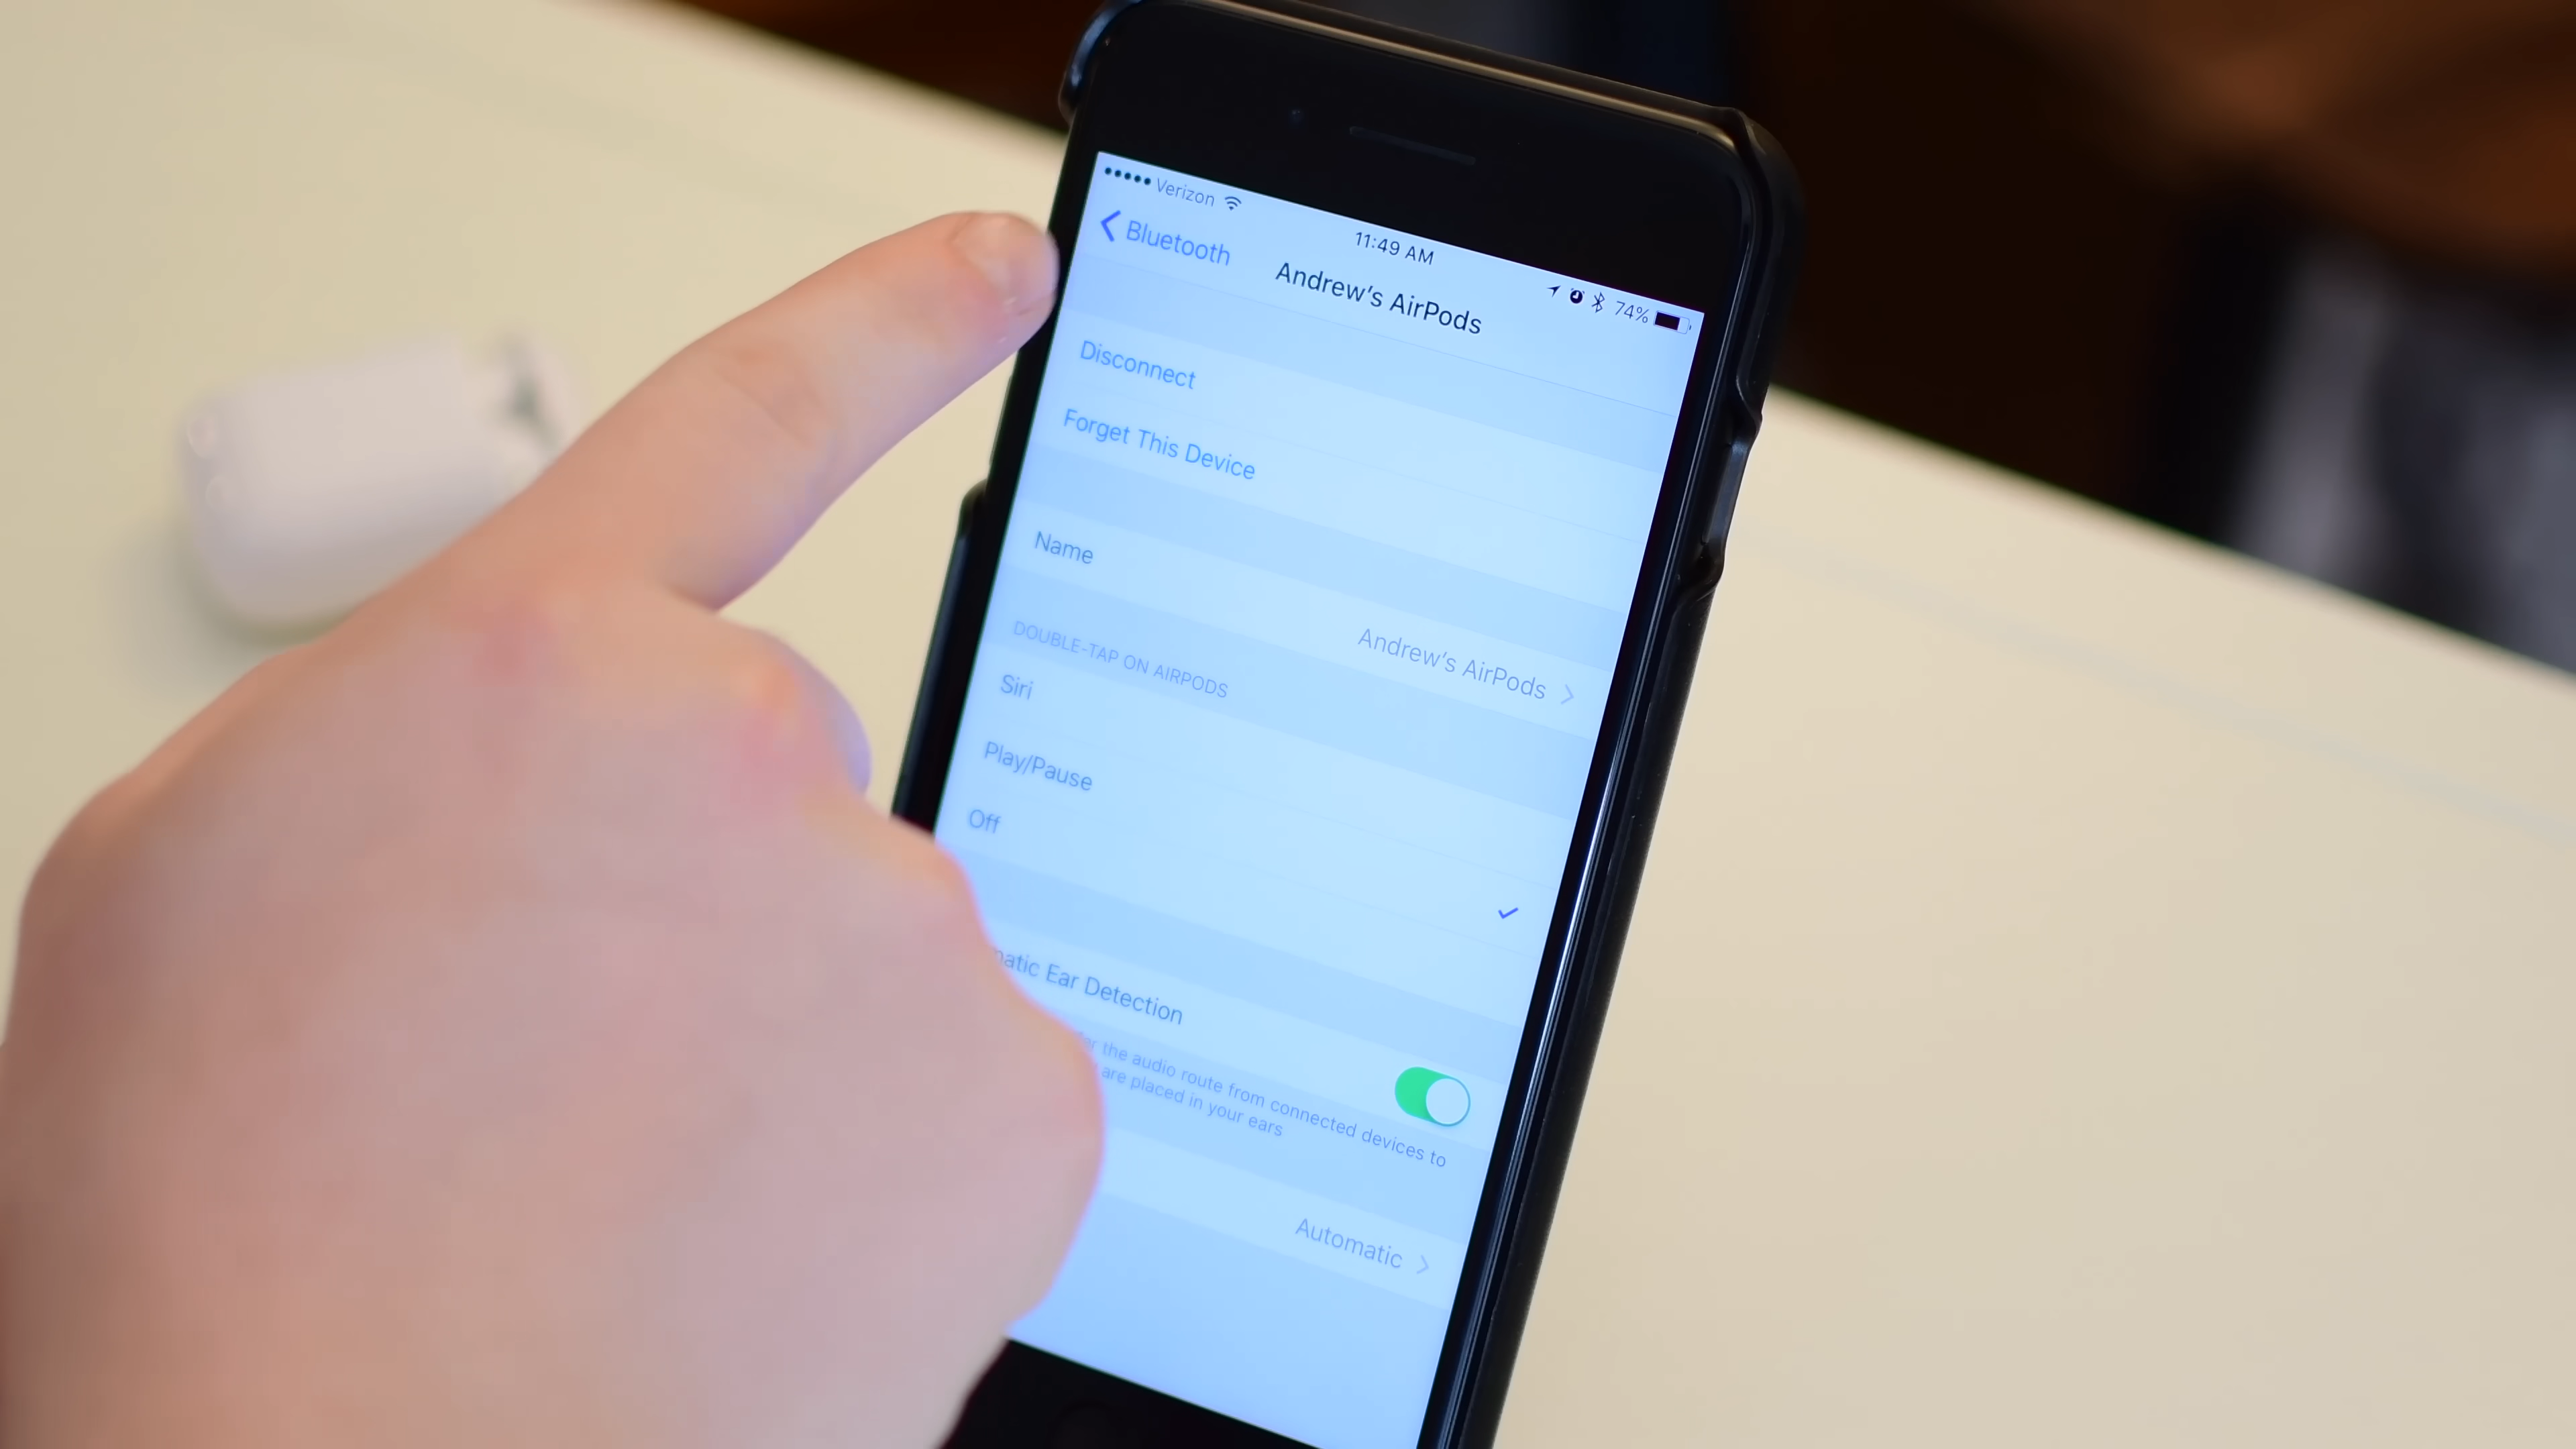 Verizon
11:49 AM
74%
Bluetooth
Andrew's AirPods
Disconnect
Forget This Device
Name
Andrew's AirPods
DOUBLE-TAP ON AIRPODS
Siri
Play/Pause
Off
Ear Detection
the audio route from connected devices to
are placed in your ears
Automatic